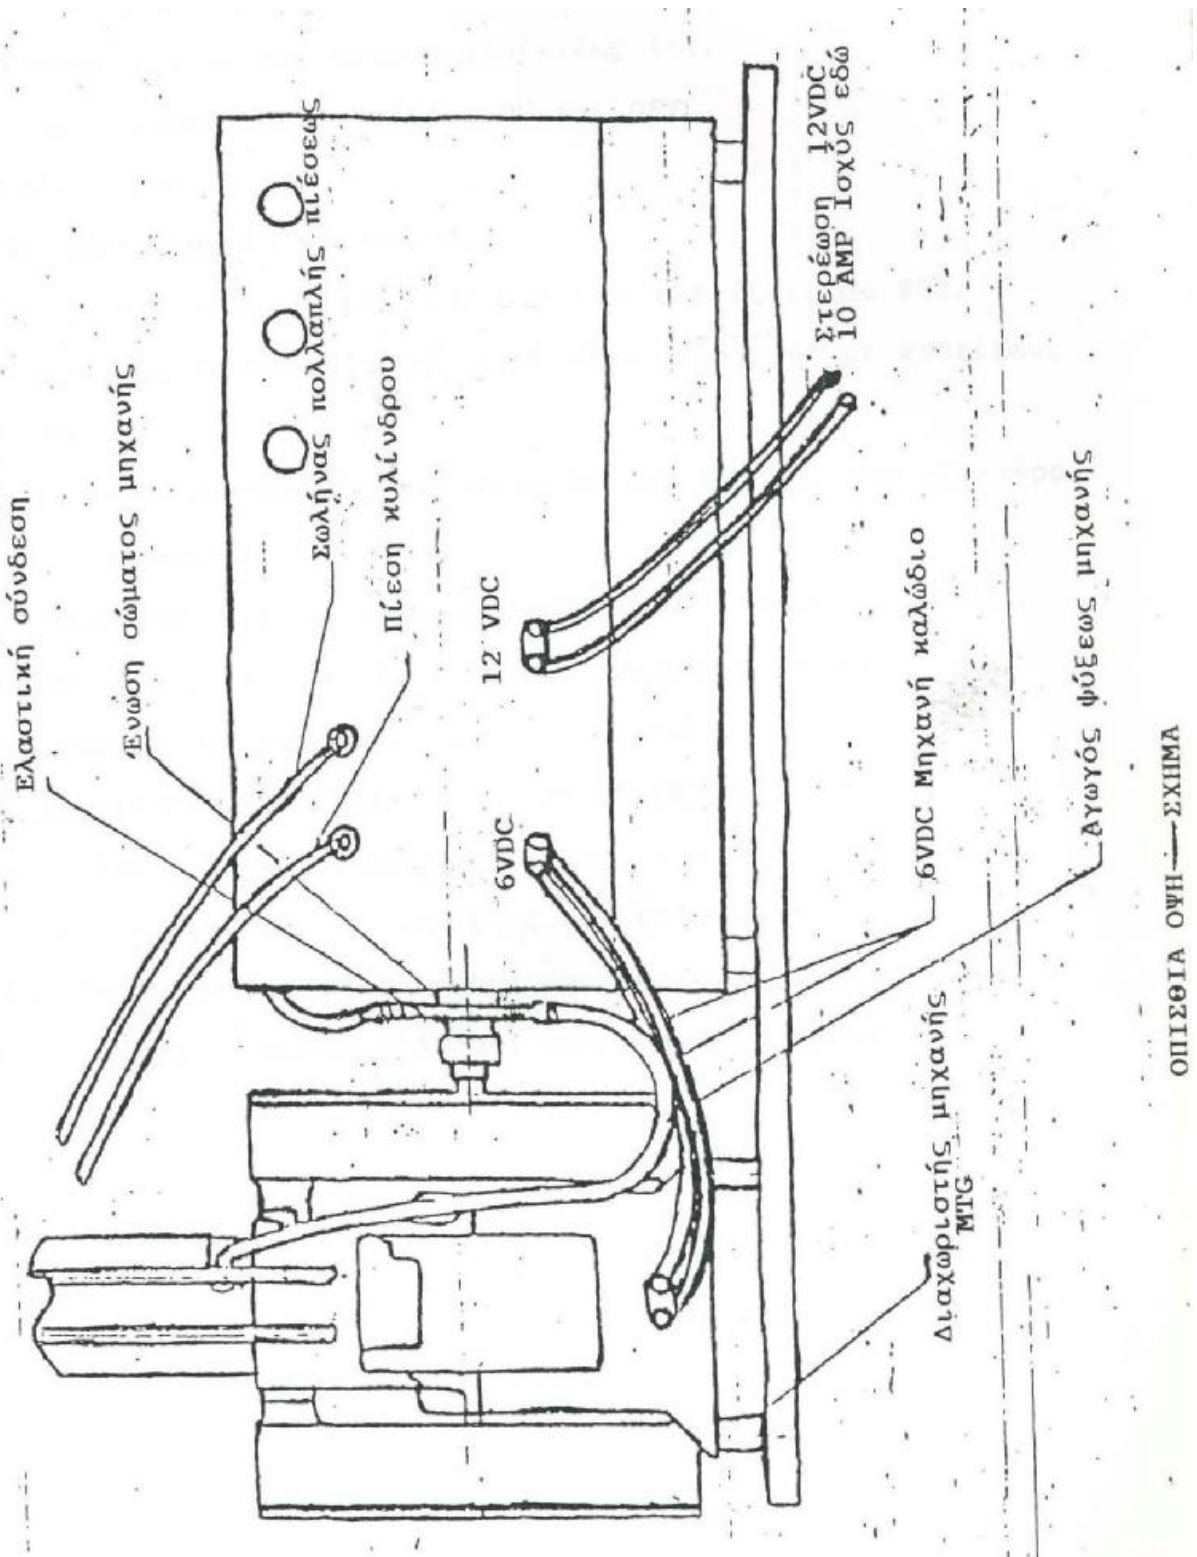 Ελαστική σύνδεση
Ένωση σώματος μηχανής
Σωλήνας πολλαπλής πιέσεως
Πίεση κυλίνδρου
12 VDC
6VDC
Στερέωση 12VDC
10 AMP Ισχύς εδώ
6VDC Μηχανή καλώδιο
Αγωγός ψύξεως μηχανής
Διαχωριστής μηχανής
MTG
ΟΠΙΣΘΙΑ ΟΨΗ—ΣΧΗΜΑ